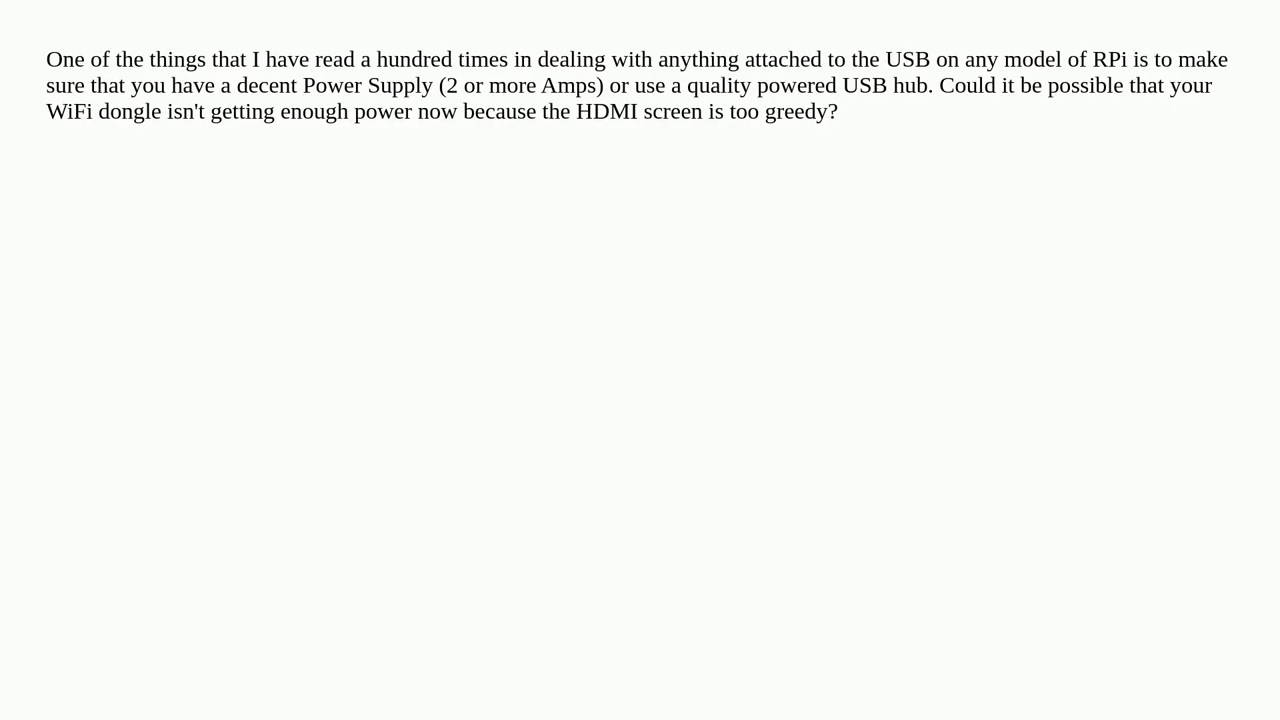 One of the things that I have read a hundred times in dealing with anything attached to the USB on any model of RPi is to make
sure that you have a decent Power Supply (2 or more Amps) or use a quality powered USB hub. Could it be possible that your
WiFi dongle isn't getting enough power now because the HDMI screen is too greedy?